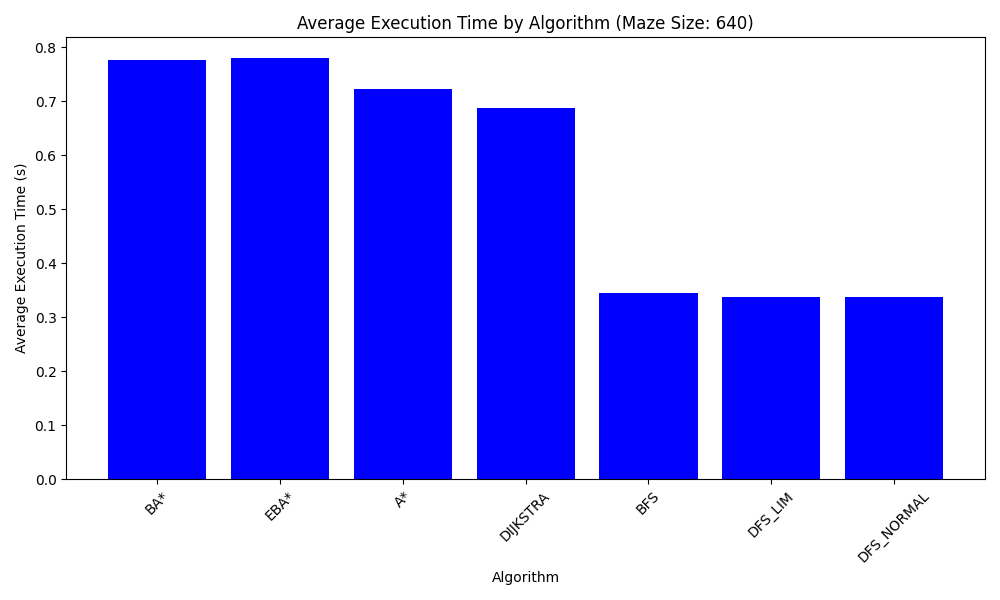 Average Execution Time by Algorithm (Maze Size: 640)
Average Execution Time (s)
0.8
0.7
0.6
0.5
0.4
0.3
0.2
0.1
0.0
BA*
EBA*
A*
DIJKSTRA
BFS
DFS_LIM
DFS_NORMAL
Algorithm